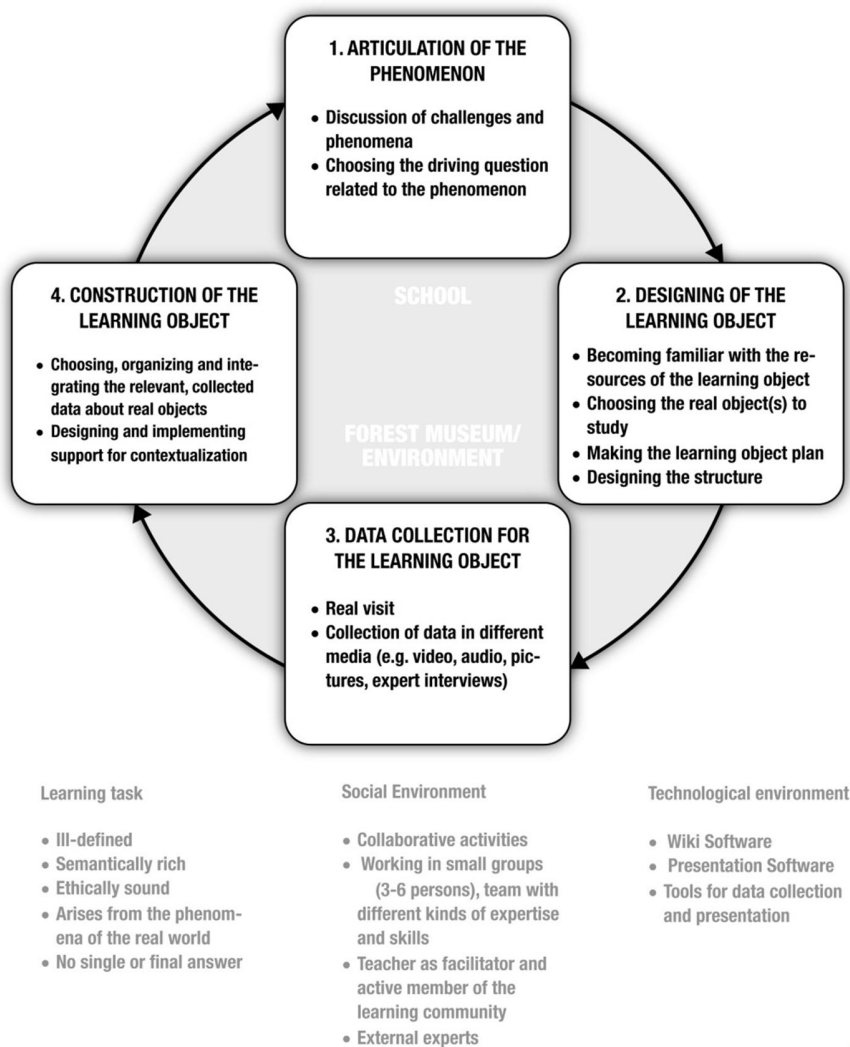 1. ARTICULATION OF THE
PHENOMENON
• Discussion of challenges and
phenomena
• Choosing the driving question
related to the phenomenon
SCHOOL
4. CONSTRUCTION OF THE
LEARNING OBJECT
• Choosing, organizing and inte-
grating the relevant, collected
data about real objects
• Designing and implementing
support for contextualization
2. DESIGNING OF THE
LEARNING OBJECT
• Becoming familiar with the re-
sources of the learning object
• Choosing the real object(s) to
study
• Making the learning object plan
• Designing the structure
FOREST MUSEUM/
ENVIRONMENT
3. DATA COLLECTION FOR
THE LEARNING OBJECT
• Real visit
• Collection of data in different
media (e.g. video, audio, pic-
tures, expert interviews)
Learning task
• Ill-defined
• Semantically rich
• Ethically sound
• Arises from the phenom-
ena of the real world
• No single or final answer
Social Environment
• Collaborative activities
• Working in small groups
(3-6 persons), team with
different kinds of expertise
and skills
• Teacher as facilitator and
active member of the
learning community
• External experts
Technological environment
• Wiki Software
• Presentation Software
• Tools for data collection
and presentation